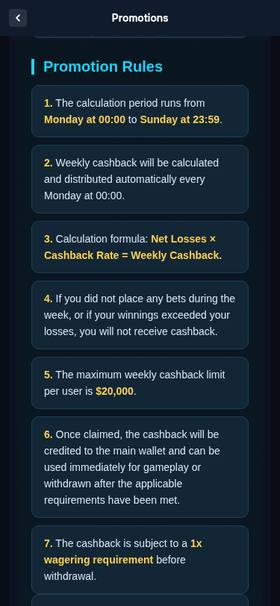 Promotions
Promotion Rules
1. The calculation period runs from
Monday at 00:00 to Sunday at 23:59.
2. Weekly cashback will be calculated
and distributed automatically every
Monday at 00:00.
3. Calculation formula: Net Losses ×
Cashback Rate = Weekly Cashback.
4. If you did not place any bets during the
week, or if your winnings exceeded your
losses, you will not receive cashback.
5. The maximum weekly cashback limit
per user is $20,000.
6. Once claimed, the cashback will be
credited to the main wallet and can be
used immediately for gameplay or
withdrawn after the applicable
requirements have been met.
7. The cashback is subject to a 1x
wagering requirement before
withdrawal.